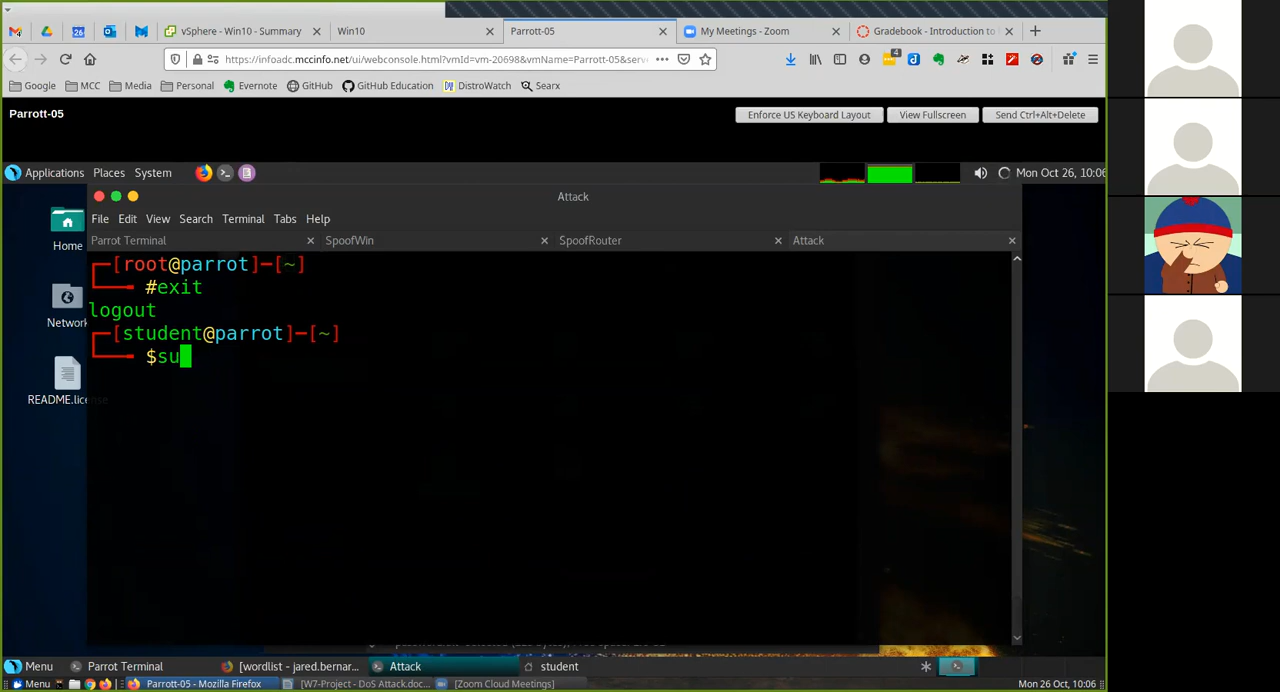 vSphere - Win10 - Summary
Win10
Parrott-05
My Meetings - Zoom
Gradebook - Introduction to
https://infoadc.mccinfo.net/ui/webconsole.html?vmId=vm-20698&vmName=Parrott-05&serv
4
Google MCC Media Personal Evernote GitHub GitHub Education DistroWatch Searx
Parrott-05
Enforce US Keyboard Layout
View Fullscreen
Send Ctrl+Alt+Delete
Applications Places System
Mon Oct 26, 10:06
Attack
File Edit View Search Terminal Tabs Help
Parrot Terminal
SpoofWin
SpoofRouter
Attack
Home
Network
README.license
[root@parrot]-[~]
#exit
logout
[student@parrot]-[~]
$su
Menu
Parrot Terminal
[wordlist - jared.bernar...
Attack
student
Menu
Parrott-05 - Mozilla Firefox
[W7-Project - DoS Attack.doc...
[Zoom Cloud Meetings]
Mon Oct 26, 10:06